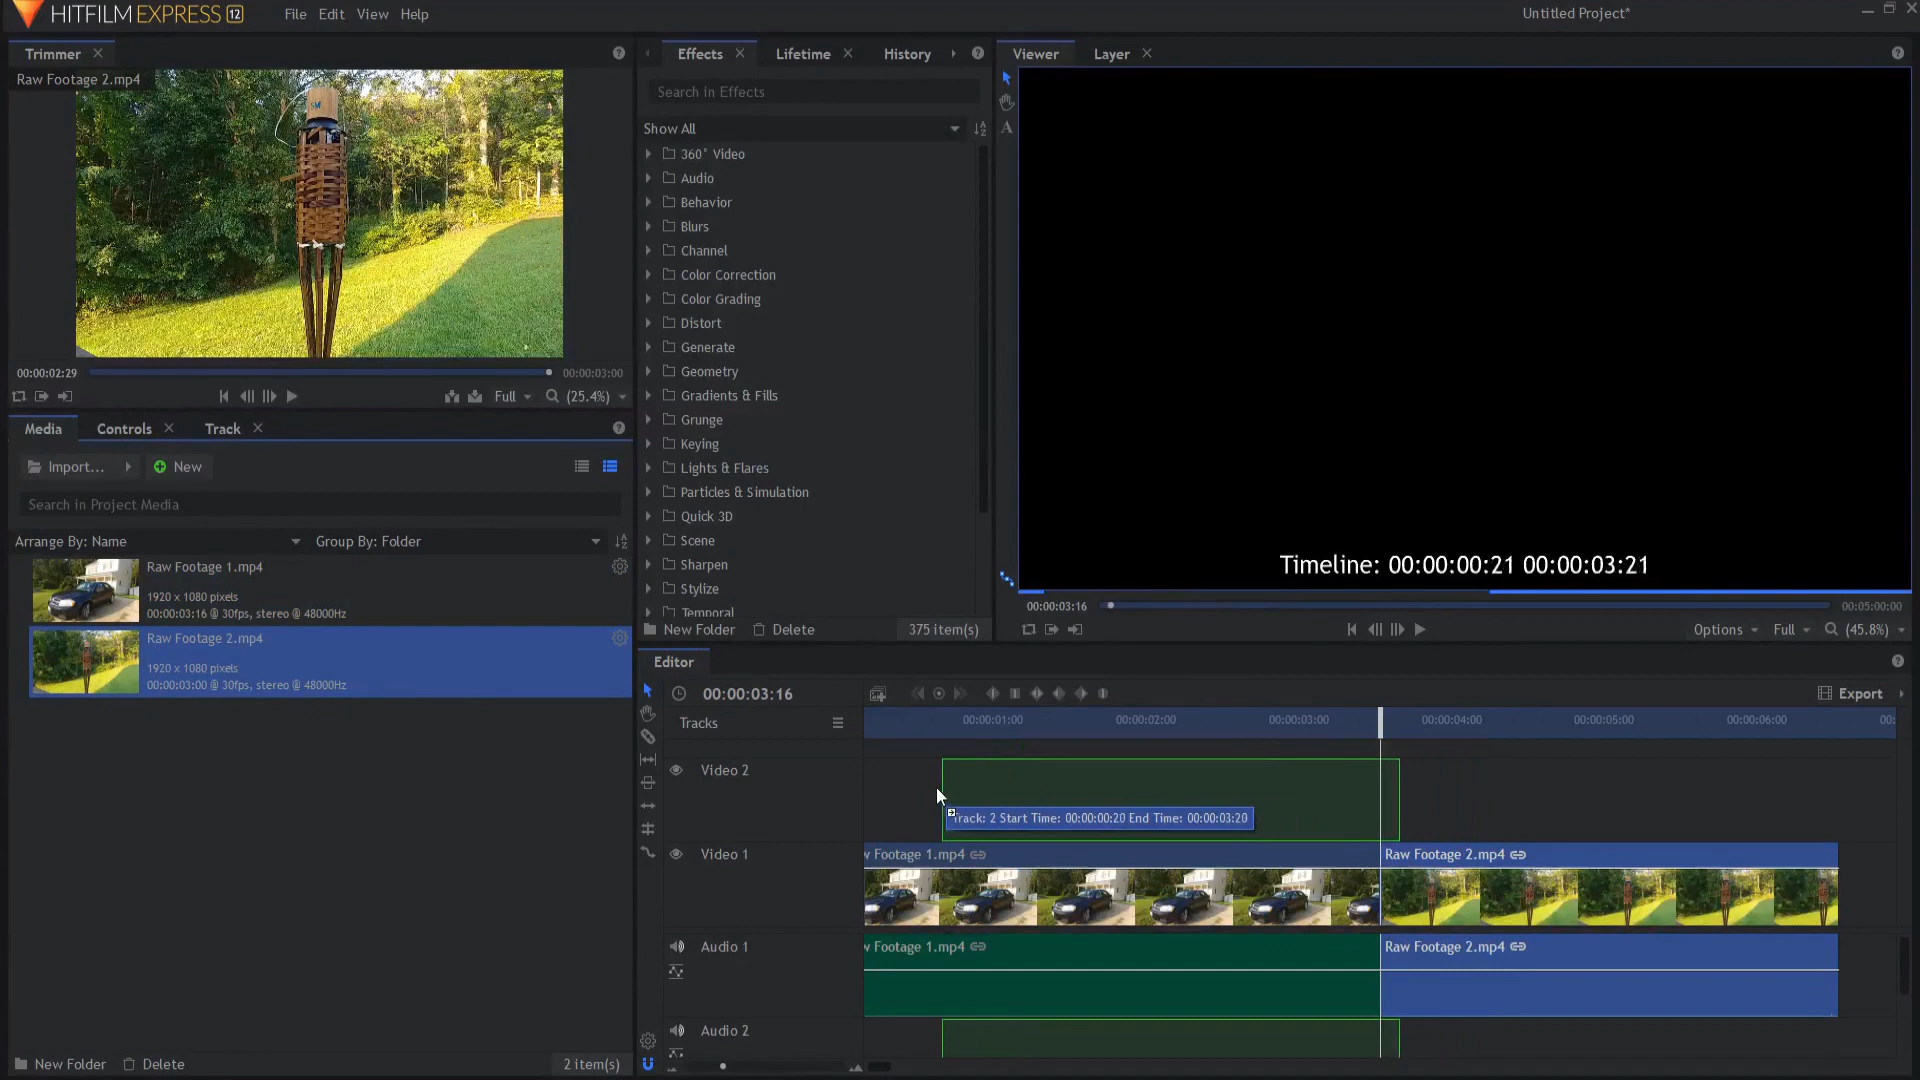 HITFILM EXPRESS 12
File Edit View Help
Untitled Project*
Trimmer
Raw Footage 2.mp4
00:00:02:29
00:00:03:00
Full
(25.4%)
Media
Controls
Track
Import...
New
Search in Project Media
Arrange By: Name
Group By: Folder
Raw Footage 1.mp4
1920 x 1080 pixels
00:00:03:16 @ 30fps, stereo @ 48000Hz
Raw Footage 2.mp4
1920 x 1080 pixels
00:00:03:00 @ 30fps, stereo @ 48000Hz
New Folder
Delete
2 item(s)
Effects
Lifetime
History
Search in Effects
Show All
360° Video
Audio
Behavior
Blurs
Channel
Color Correction
Color Grading
Distort
Generate
Geometry
Gradients & Fills
Grunge
Keying
Lights & Flares
Particles & Simulation
Quick 3D
Scene
Sharpen
Stylize
Temporal
New Folder
Delete
375 item(s)
Viewer
Layer
A
Timeline: 00:00:00:21 00:00:03:21
00:00:03:16
00:05:00:00
Options
Full
(45.8%)
Editor
00:00:03:16
Export
Tracks
00:00:01:00
00:00:02:00
00:00:03:00
00:00:04:00
00:00:05:00
00:00:06:00
00:
Video 2
Track: 2 Start Time: 00:00:00:20 End Time: 00:00:03:20
Video 1
w Footage 1.mp4
Raw Footage 2.mp4
Audio 1
w Footage 1.mp4
Raw Footage 2.mp4
Audio 2